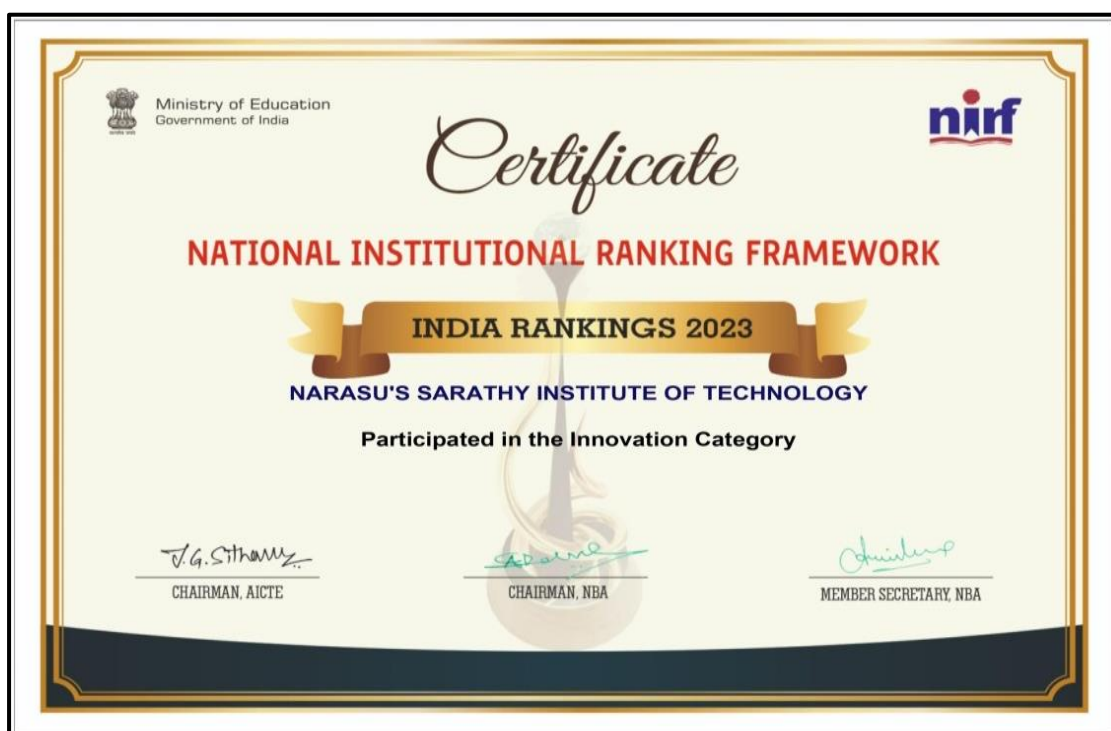 Ministry of Education
Government of India
nirf
Certificate
NATIONAL INSTITUTIONAL RANKING FRAMEWORK
INDIA RANKINGS 2023
NARASU'S SARATHY INSTITUTE OF TECHNOLOGY
Participated in the Innovation Category
T.G. Sitharam
CHAIRMAN, AICTE
CHAIRMAN, NBA
MEMBER SECRETARY, NBA